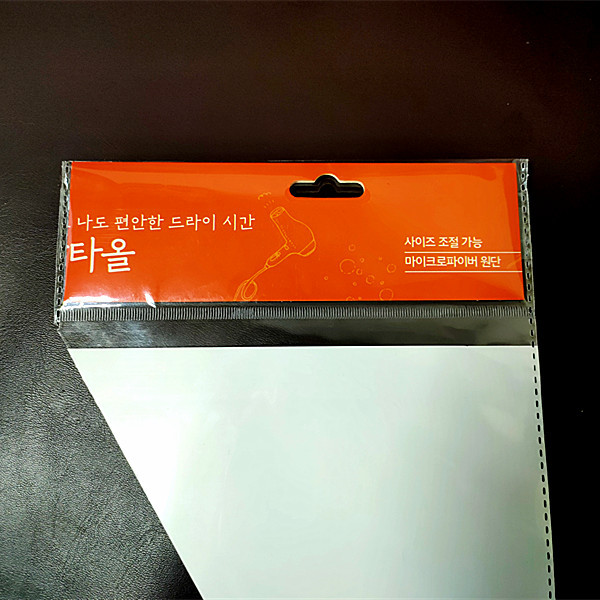 나도 편안한 드라이 시간
타올
사이즈 조절 가능
마이크로파이버 원단